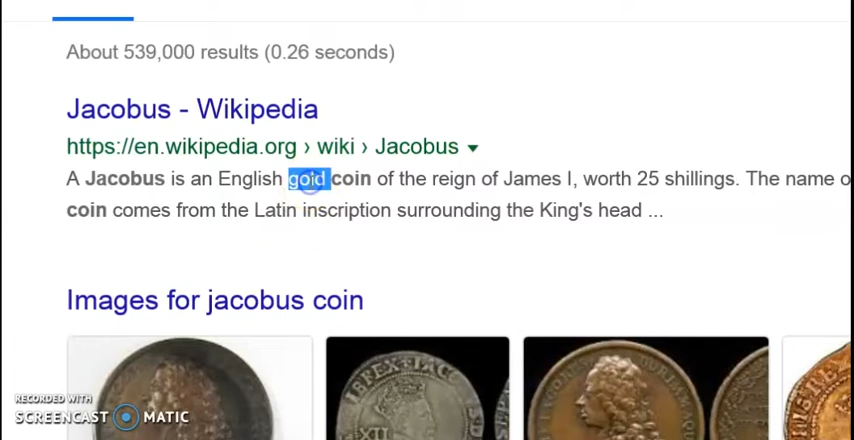 About 539,000 results (0.26 seconds)
Jacobus - Wikipedia
https://en.wikipedia.org › wiki › Jacobus
A Jacobus is an English gold coin of the reign of James I, worth 25 shillings. The name o
coin comes from the Latin inscription surrounding the King's head ...
Images for jacobus coin
RECORDED WITH
SCREENCAST MATIC
XII